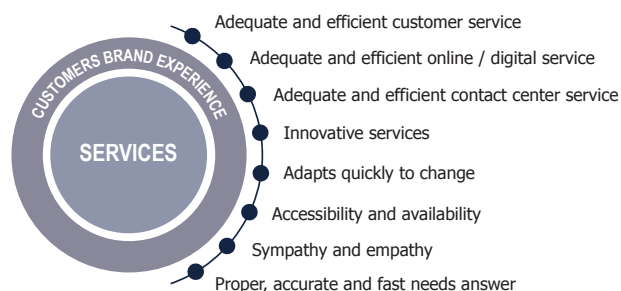 CUSTOMERS BRAND EXPERIENCE
SERVICES
Adequate and efficient customer service
Adequate and efficient online / digital service
Adequate and efficient contact center service
Innovative services
Adapts quickly to change
Accessibility and availability
Sympathy and empathy
Proper, accurate and fast needs answer